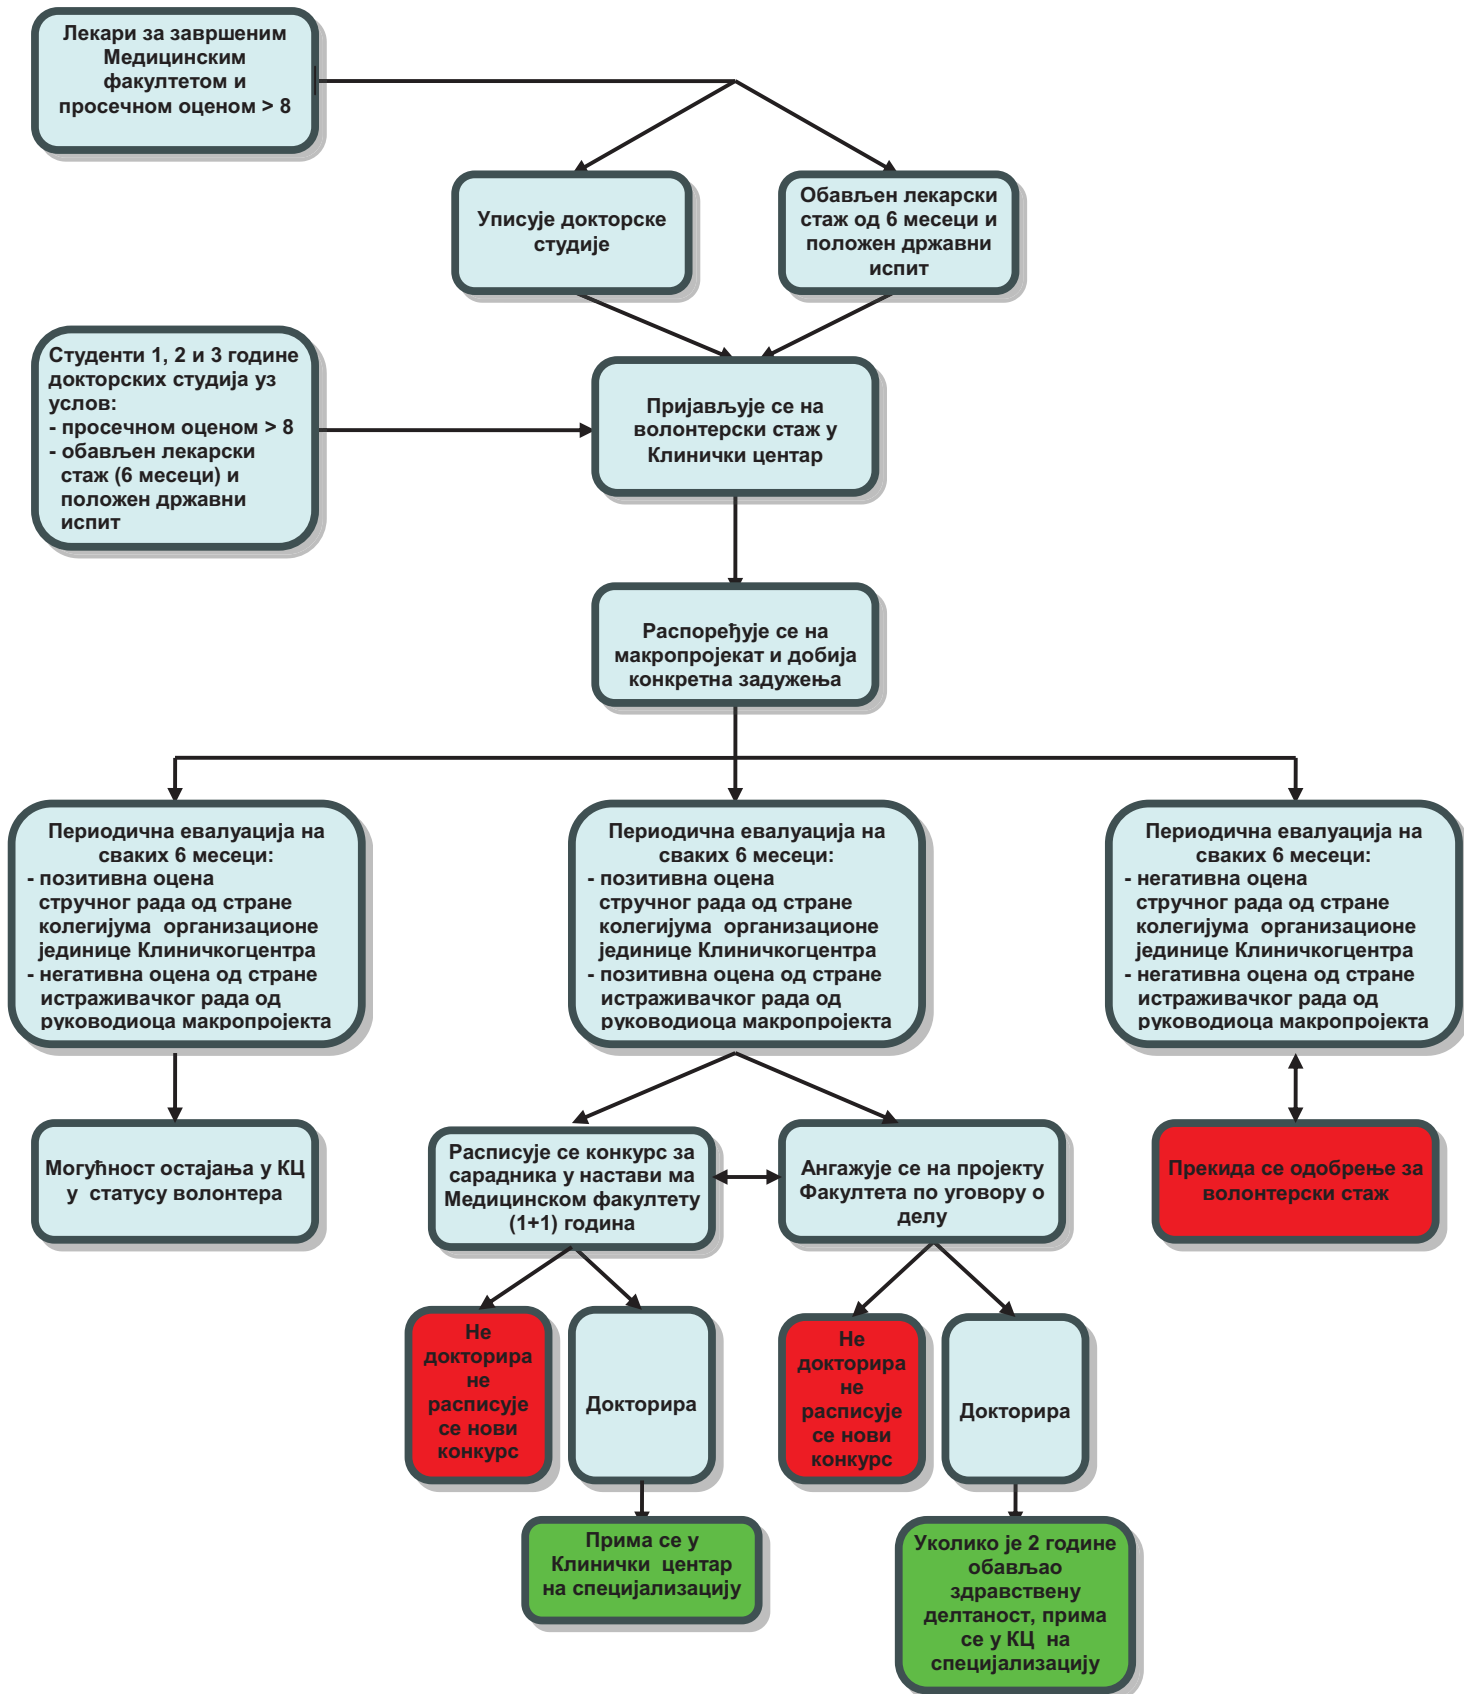 Лекари за завршеним
Медицинским
факултетом и
просечном оценом > 8
Уписује докторске
студије
Обављен лекарски
стаж од 6 месеци и
положен државни
испит
Студенти 1, 2 и 3 године
докторских студија уз
услов:
- просечном оценом > 8
- обављен лекарски
стаж (6 месеци) и
положен државни
испит
Пријављује се на
волонтерски стаж у
Клинички центар
Распоређује се на
макропројекат и добија
конкретна задужења
Периодична евалуација на
сваких 6 месеци:
- позитивна оцена
стручног рада од стране
колегијума организационе
јединице Клиничкогцентра
- негативна оцена од стране
истраживачког рада од
руководиоца макропројекта
Периодична евалуација на
сваких 6 месеци:
- позитивна оцена
стручног рада од стране
колегијума организационе
јединице Клиничкогцентра
- позитивна оцена од стране
истраживачког рада од
руководиоца макропројекта
Периодична евалуација на
сваких 6 месеци:
- негативна оцена
стручног рада од стране
колегијума организационе
јединице Клиничкогцентра
- негативна оцена од стране
истраживачког рада од
руководиоца макропројекта
Могућност остајања у КЦ
у статусу волонтера
Расписује се конкурс за
сарадника у настави ма
Медицинском факултету
(1+1) година
Ангажује се на пројекту
Факултета по уговору о
делу
Прекида се одобрење за
волонтерски стаж
Не
докторира
не
расписује
се нови
конкурс
Докторира
Не
докторира
не
расписује
се нови
конкурс
Докторира
Прима се у
Клинички центар
на специјализацију
Уколико је 2 године
обављао
здравствену
делтаност, прима
се у КЦ на
специјализацију